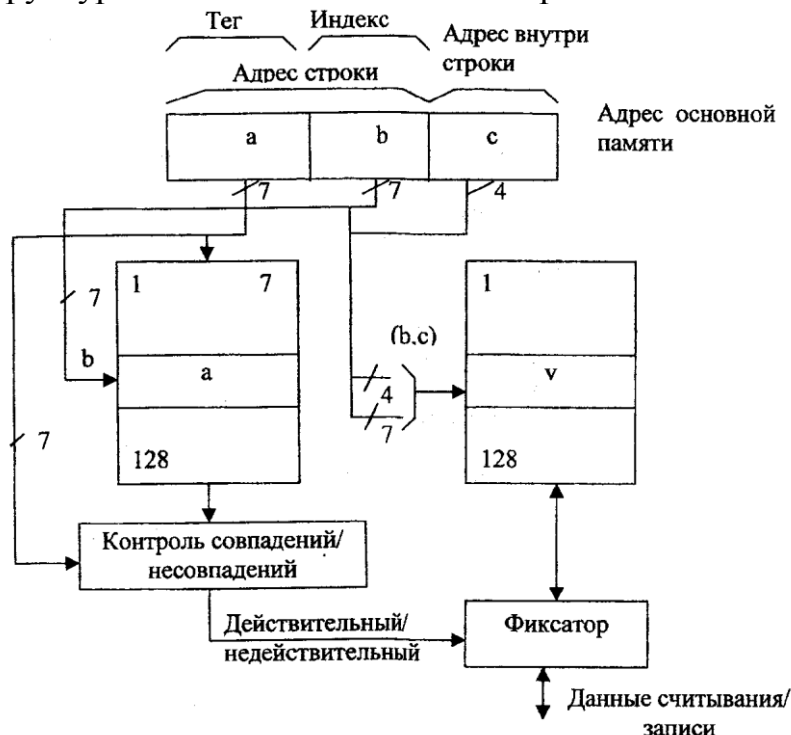 Тег
Индекс
Адрес внутри
строки
Адрес строки
Адрес основной
памяти
a
b
c
7
7
4
1
7
7
b
a
128
7
(b.c)
4
7
1
v
128
Контроль совпадений/
несовпадений
Действительный/
недействительный
Фиксатор
Данные считывания/
записи